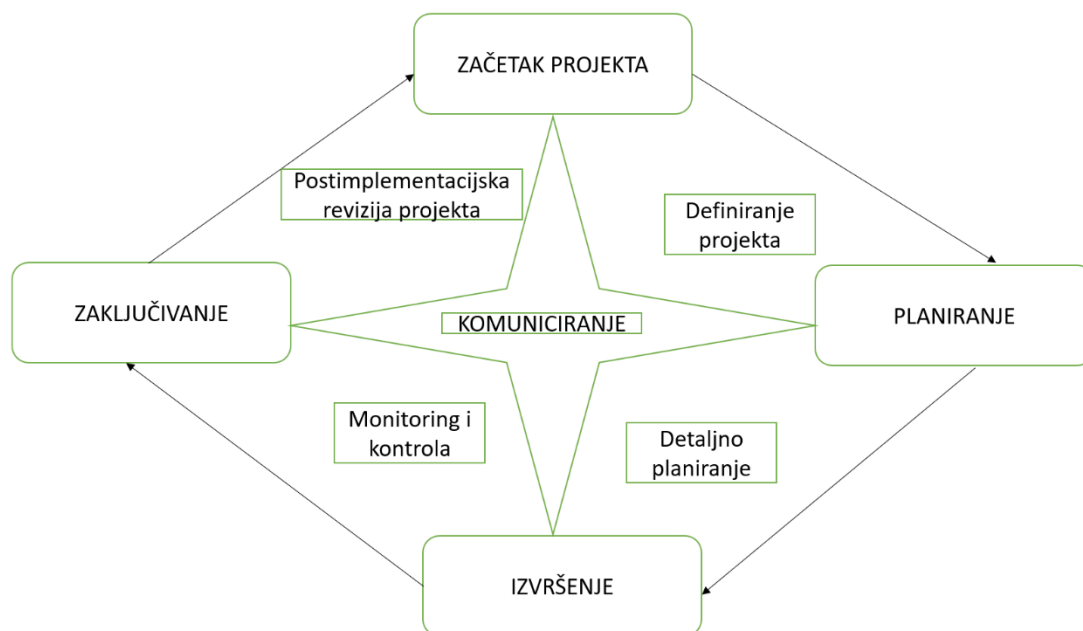 ZAČETAK PROJEKTA
Postimplementacijska
revizija projekta
Definiranje
projekta
ZAKLJUČIVANJE
KOMUNICIRANJE
PLANIRANJE
Monitoring i
kontrola
Detaljno
planiranje
IZVRŠENJE